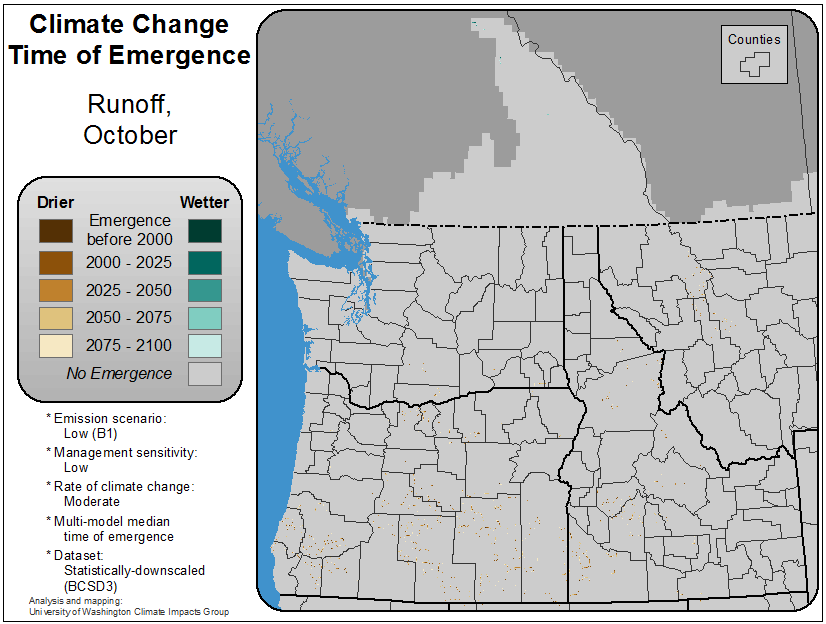 Climate Change
Time of Emergence
Runoff,
October
Drier
Wetter
Emergence
before 2000
2000 - 2025
2025 - 2050
2050 - 2075
2075 - 2100
No Emergence
* Emission scenario:
Low (B1)
* Management sensitivity:
Low
* Rate of climate change:
Moderate
* Multi-model median
time of emergence
* Dataset:
Statistically-downscaled
(BCSD3)
Analysis and mapping:
University of Washington Climate Impacts Group
Counties